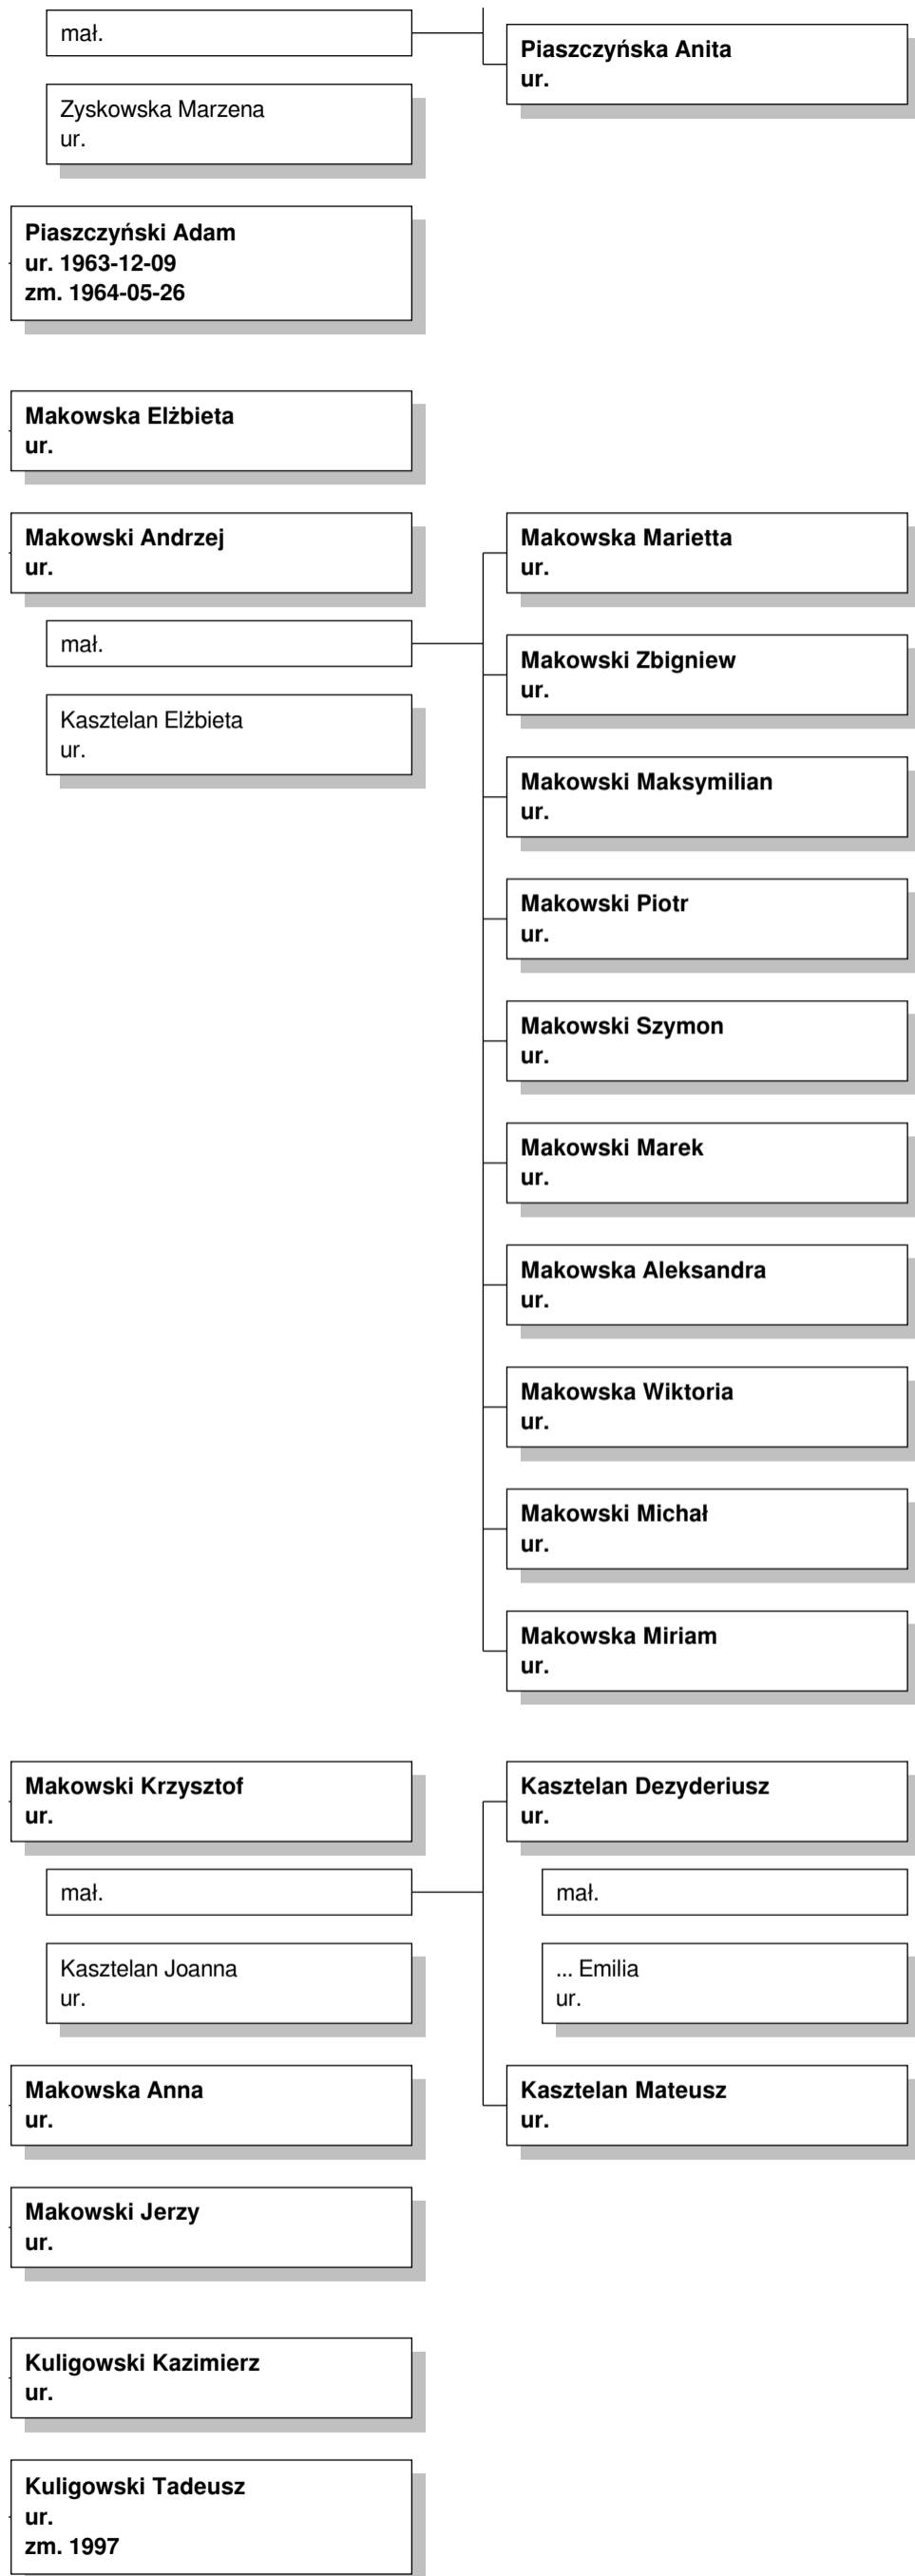 mał.
Piaszczyńska Anita
ur.
Zyskowska Marzena
ur.
Piaszczyński Adam
ur. 1963-12-09
zm. 1964-05-26
Makowska Elżbieta
ur.
Makowski Andrzej
ur.
mał.
Kasztelan Elżbieta
ur.
Makowska Marietta
ur.
Makowski Zbigniew
ur.
Makowski Maksymilian
ur.
Makowski Piotr
ur.
Makowski Szymon
ur.
Makowski Marek
ur.
Makowska Aleksandra
ur.
Makowska Wiktoria
ur.
Makowski Michał
ur.
Makowska Miriam
ur.
Makowski Krzysztof
ur.
mał.
Kasztelan Joanna
ur.
Kasztelan Dezyderiusz
ur.
mał.
... Emilia
ur.
Kasztelan Mateusz
ur.
Makowska Anna
ur.
Makowski Jerzy
ur.
Kuligowski Kazimierz
ur.
Kuligowski Tadeusz
ur.
zm. 1997